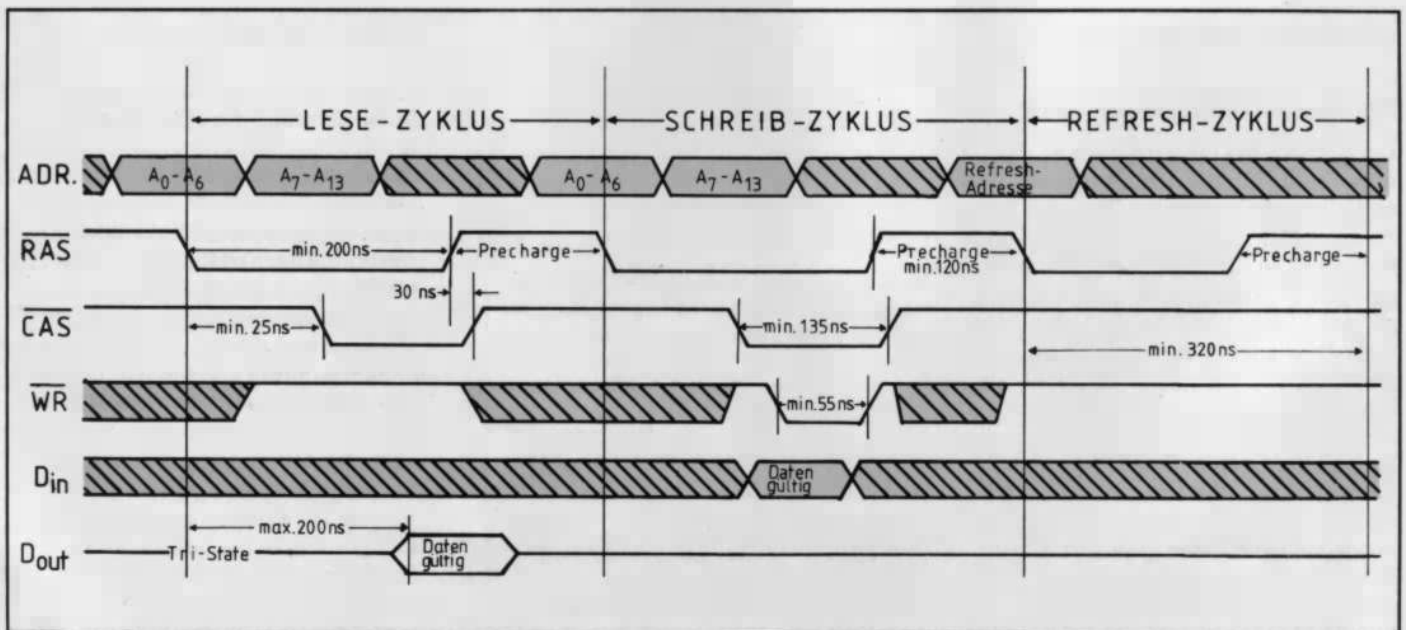 LESE-ZYKLUS SCHREIB-ZYKLUS REFRESH-ZYKLUS
ADR. A0-A6 A7-A13 A0-A6 A7-A13 Refresh-
Adresse
RAS min.200ns Precharge Precharge Precharge
min.120ns
30 ns
CAS min.25ns min.135ns
min.320ns
WR min.55ns
Din Daten
gültig
max.200ns
Dout Tri-State Daten
gültig